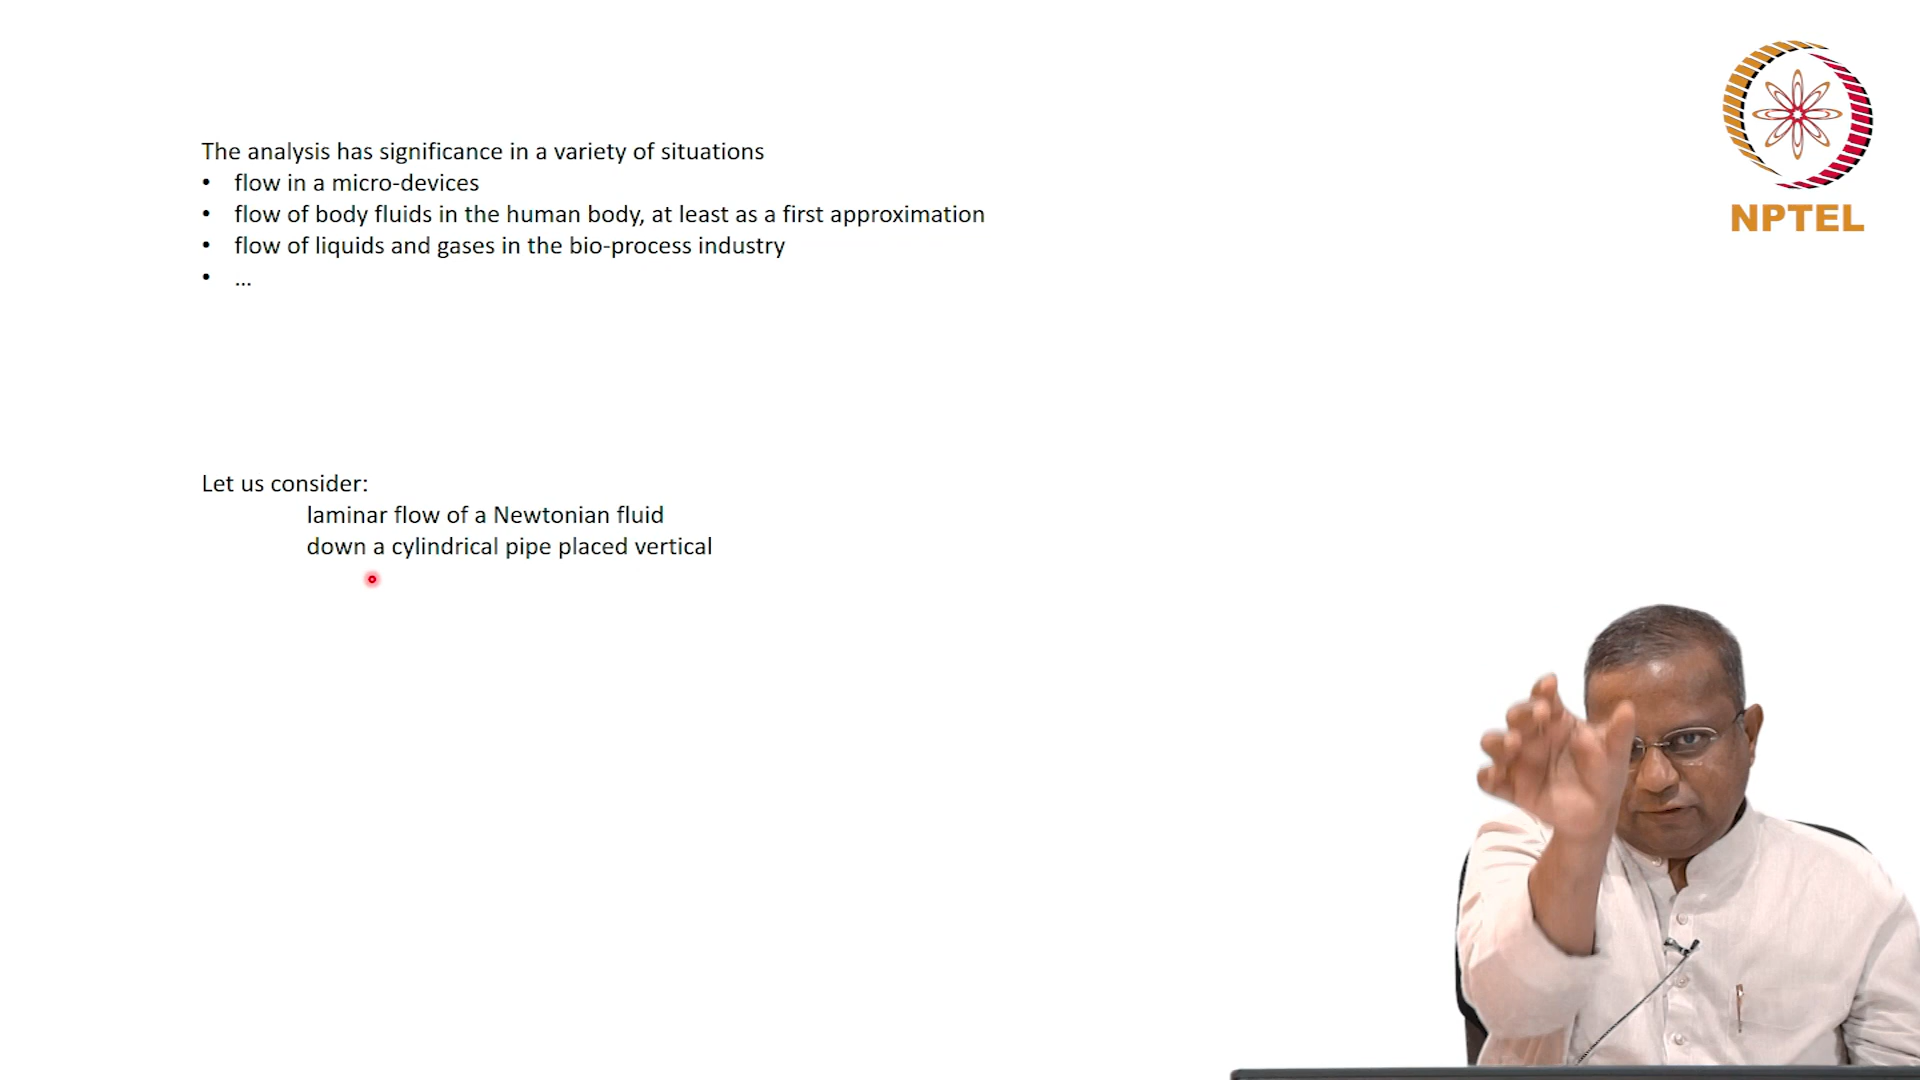 The analysis has significance in a variety of situations
• flow in a micro-devices
• flow of body fluids in the human body, at least as a first approximation
• flow of liquids and gases in the bio-process industry
• ...
Let us consider:
laminar flow of a Newtonian fluid
down a cylindrical pipe placed vertical
NPTEL